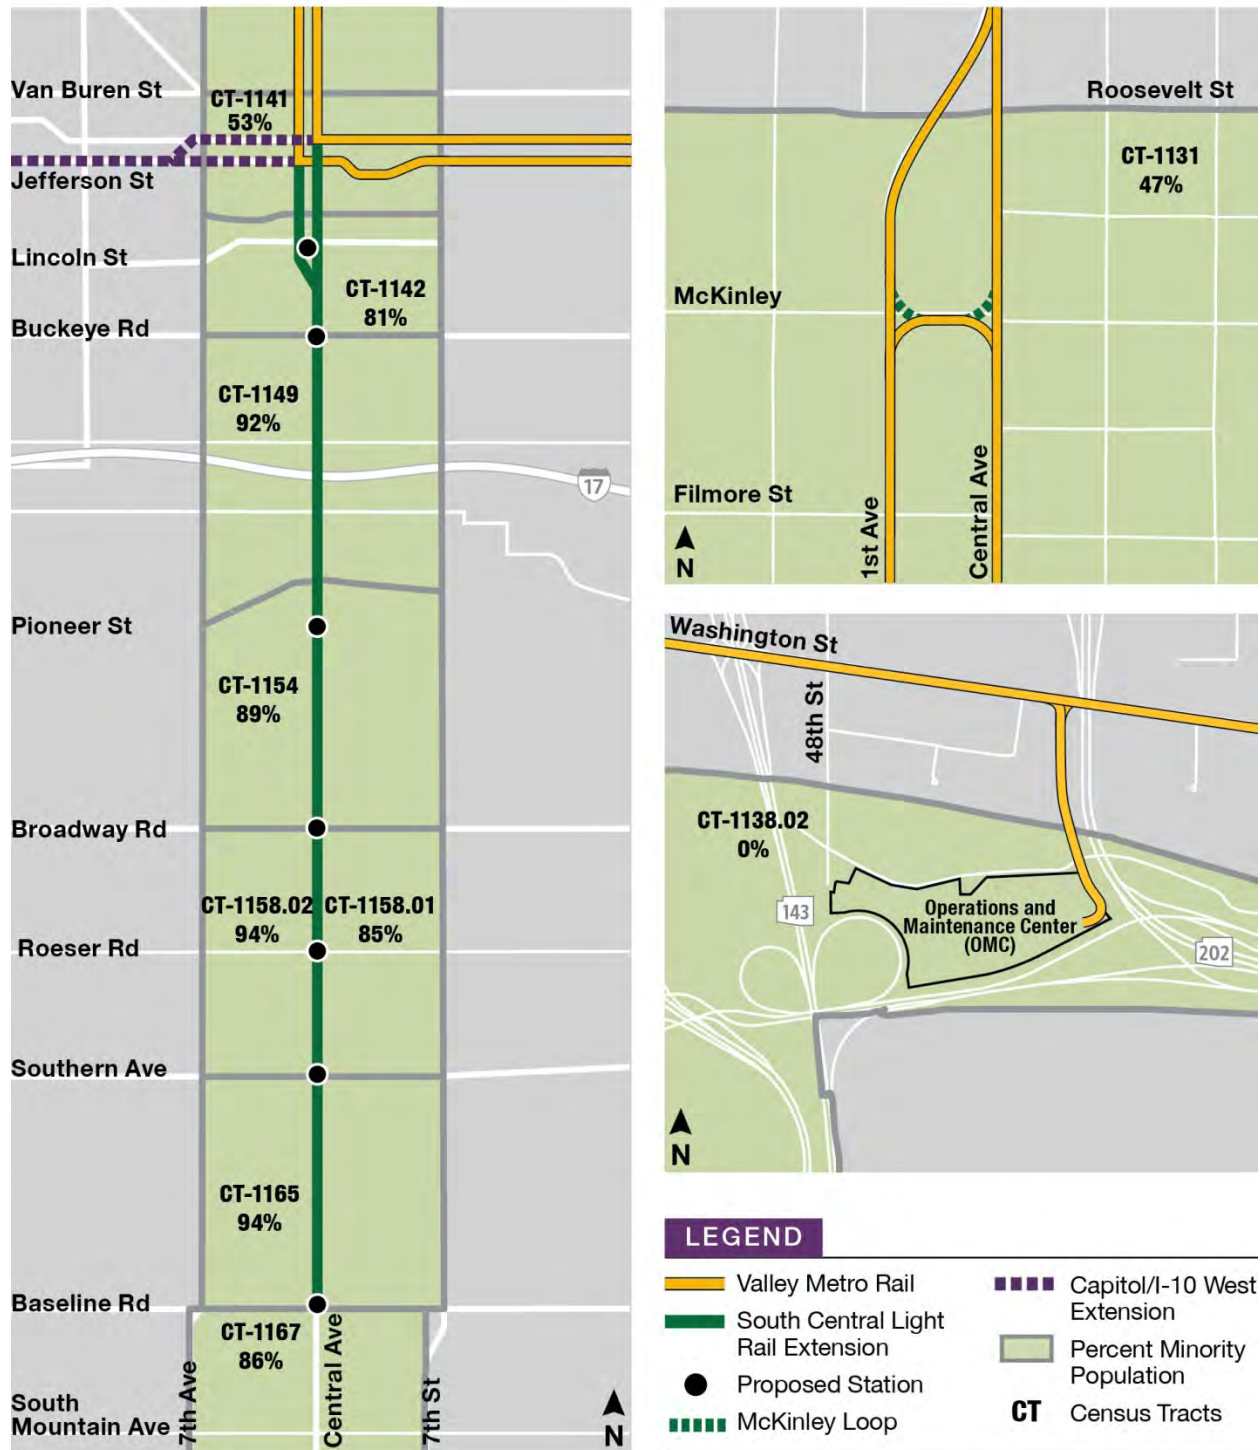 Van Buren St
CT-1141
53%
Jefferson St
Lincoln St
CT-1142
81%
Buckeye Rd
CT-1149
92%
17
Pioneer St
CT-1154
89%
Broadway Rd
CT-1158.02
94%
CT-1158.01
85%
Roeser Rd
Southern Ave
CT-1165
94%
Baseline Rd
CT-1167
86%
7th Ave
Central Ave
7th St
South
Mountain Ave
N
Roosevelt St
CT-1131
47%
McKinley
Filmore St
1st Ave
Central Ave
N
Washington St
48th St
CT-1138.02
0%
143
Operations and
Maintenance Center
(OMC)
202
N
LEGEND
Valley Metro Rail
South Central Light
Rail Extension
Proposed Station
McKinley Loop
Capitol/I-10 West
Extension
Percent Minority
Population
CT Census Tracts